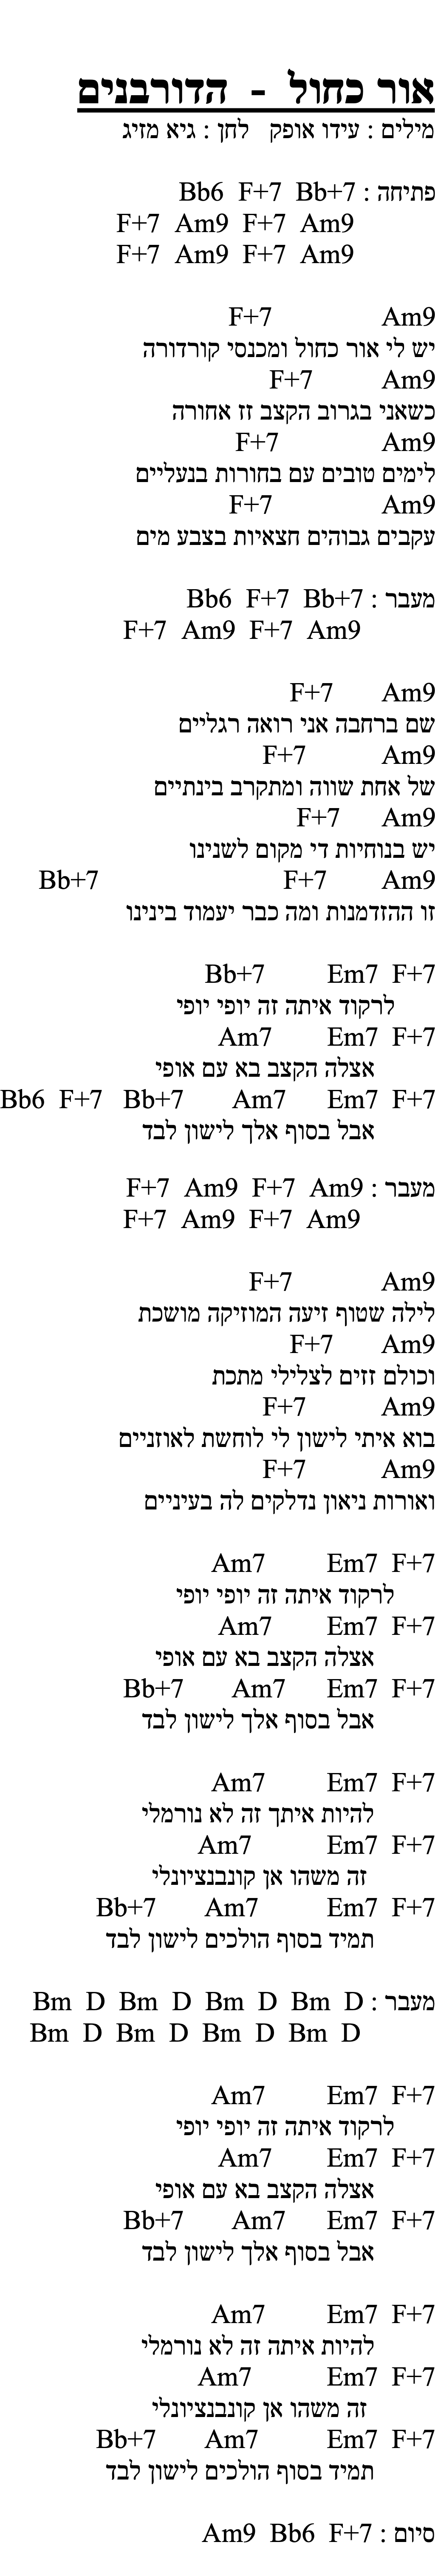 אור כחול - הדורבנים
מילים : עידו אופק לחן : גיא מזיג
פתיחה : Bb6 F+7 Bb+7
F+7 Am9 F+7 Am9
F+7 Am9 F+7 Am9
F+7 Am9
יש לי אור כחול ומכנסי קורדורה
F+7 Am9
כשאני בגרוב הקצב זז אחורה
F+7 Am9
לימים טובים עם בחורות בנעליים
F+7 Am9
עקבים גבוהים חצאיות בצבע מים
מעבר : Bb6 F+7 Bb+7
F+7 Am9 F+7 Am9
F+7 Am9
שם ברחבה אני רואה רגליים
F+7 Am9
של אחת שווה ומתקרב בינתיים
F+7 Am9
יש בנוחיות די מקום לשנינו
Bb+7 F+7 Am9
זו ההזדמנות ומה כבר יעמוד בינינו
Bb+7 Em7 F+7
לרקוד איתה זה יופי יופי
Am7 Em7 F+7
אצלה הקצב בא עם אופי
Bb6 F+7 Bb+7 Am7 Em7 F+7
אבל בסוף אלך לישון לבד
מעבר : F+7 Am9 F+7 Am9
F+7 Am9 F+7 Am9
F+7 Am9
לילה שטוף זיעה המוזיקה מושכת
F+7 Am9
וכולם זזים לצלילי מתכת
F+7 Am9
בוא איתי לישון לי לוחשת לאוזניים
F+7 Am9
ואורות ניאון נדלקים לה בעיניים
Am7 Em7 F+7
לרקוד איתה זה יופי יופי
Am7 Em7 F+7
אצלה הקצב בא עם אופי
Bb+7 Am7 Em7 F+7
אבל בסוף אלך לישון לבד
Am7 Em7 F+7
להיות איתך זה לא נורמלי
Am7 Em7 F+7
זה משהו אן קונבנציונלי
Bb+7 Am7 Em7 F+7
תמיד בסוף הולכים לישון לבד
מעבר : Bm D Bm D Bm D Bm D
Bm D Bm D Bm D Bm D
Am7 Em7 F+7
לרקוד איתה זה יופי יופי
Am7 Em7 F+7
אצלה הקצב בא עם אופי
Bb+7 Am7 Em7 F+7
אבל בסוף אלך לישון לבד
Am7 Em7 F+7
להיות איתה זה לא נורמלי
Am7 Em7 F+7
זה משהו אן קונבנציונלי
Bb+7 Am7 Em7 F+7
תמיד בסוף הולכים לישון לבד
סיום : Am9 Bb6 F+7